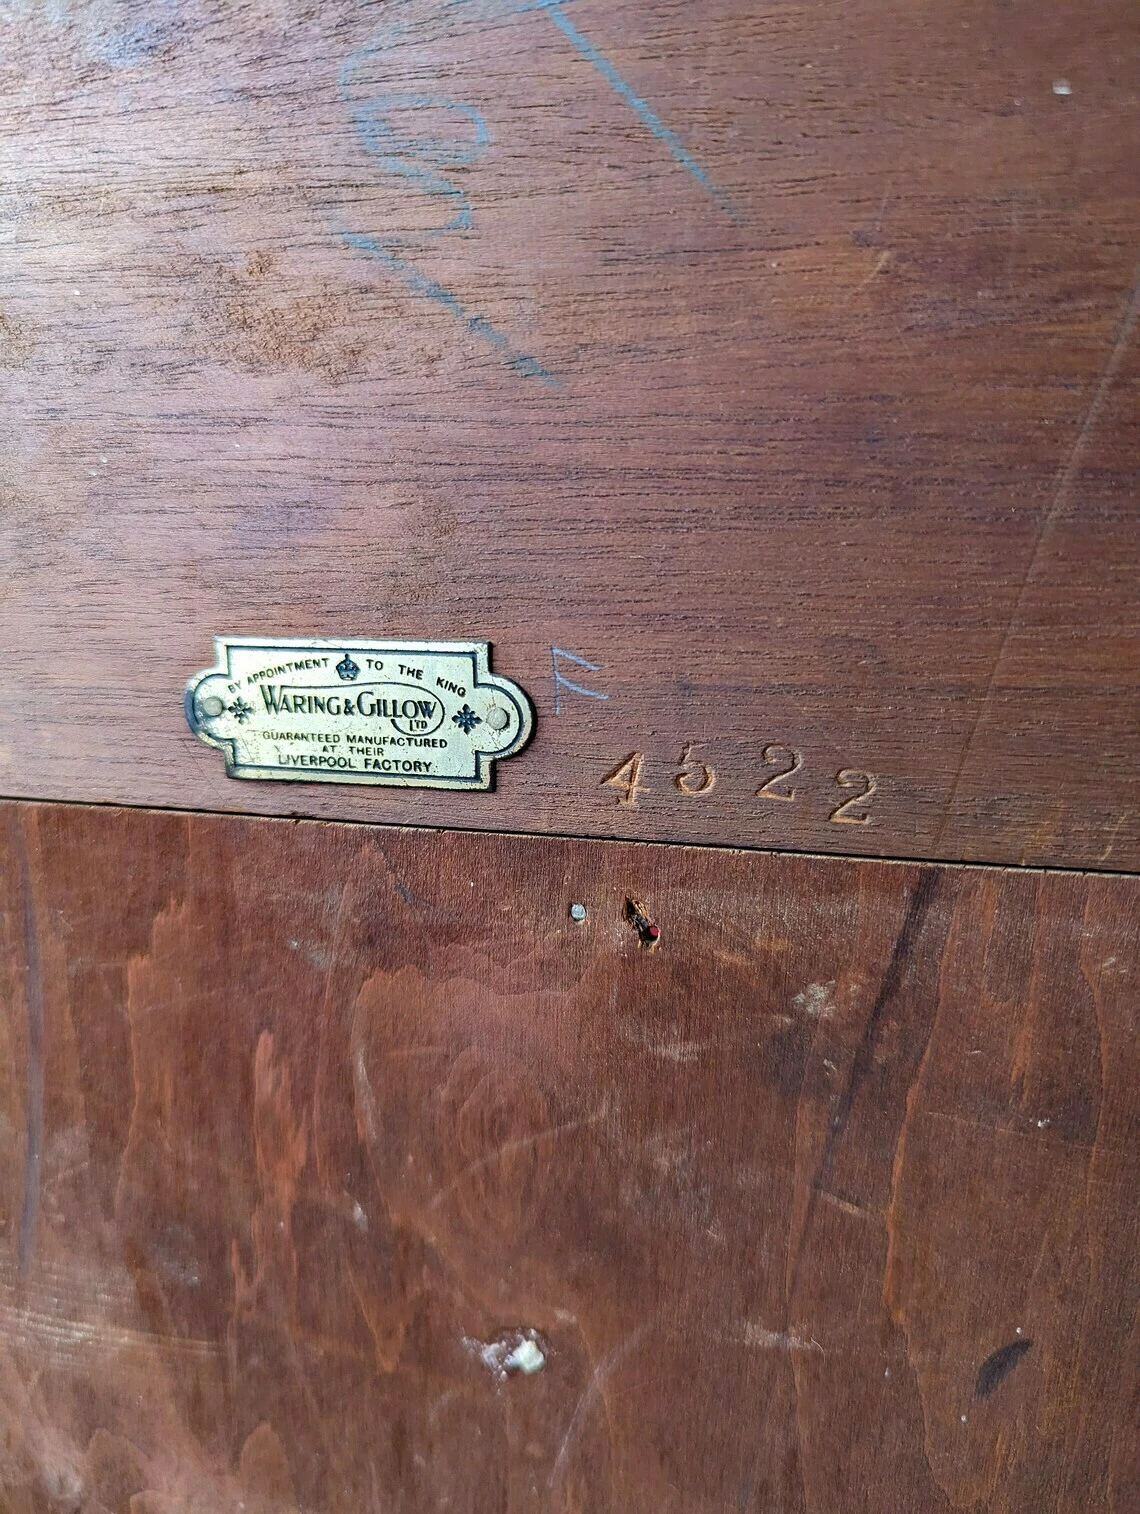 BY APPOINTMENT TO THE KING
WARING & GILLOW
LTD
GUARANTEED MANUFACTURED
AT THEIR
LIVERPOOL FACTORY.
F
4522